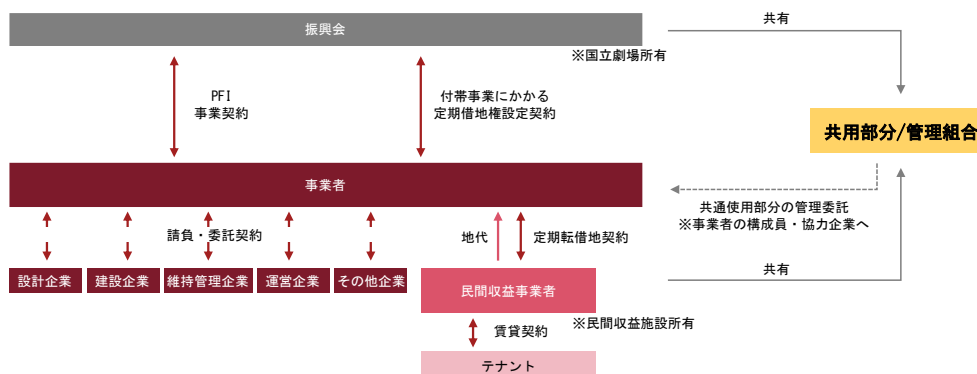 振興会
共有
※国立劇場所有
PFI
事業契約
付帯事業にかかる
定期借地権設定契約
共用部分/管理組合
事業者
共通使用部分の管理委託
※事業者の構成員・協力企業へ
請負・委託契約
地代
定期転借地契約
共有
設計企業
建設企業
維持管理企業
運営企業
その他企業
民間収益事業者
※民間収益施設所有
賃貸契約
テナント